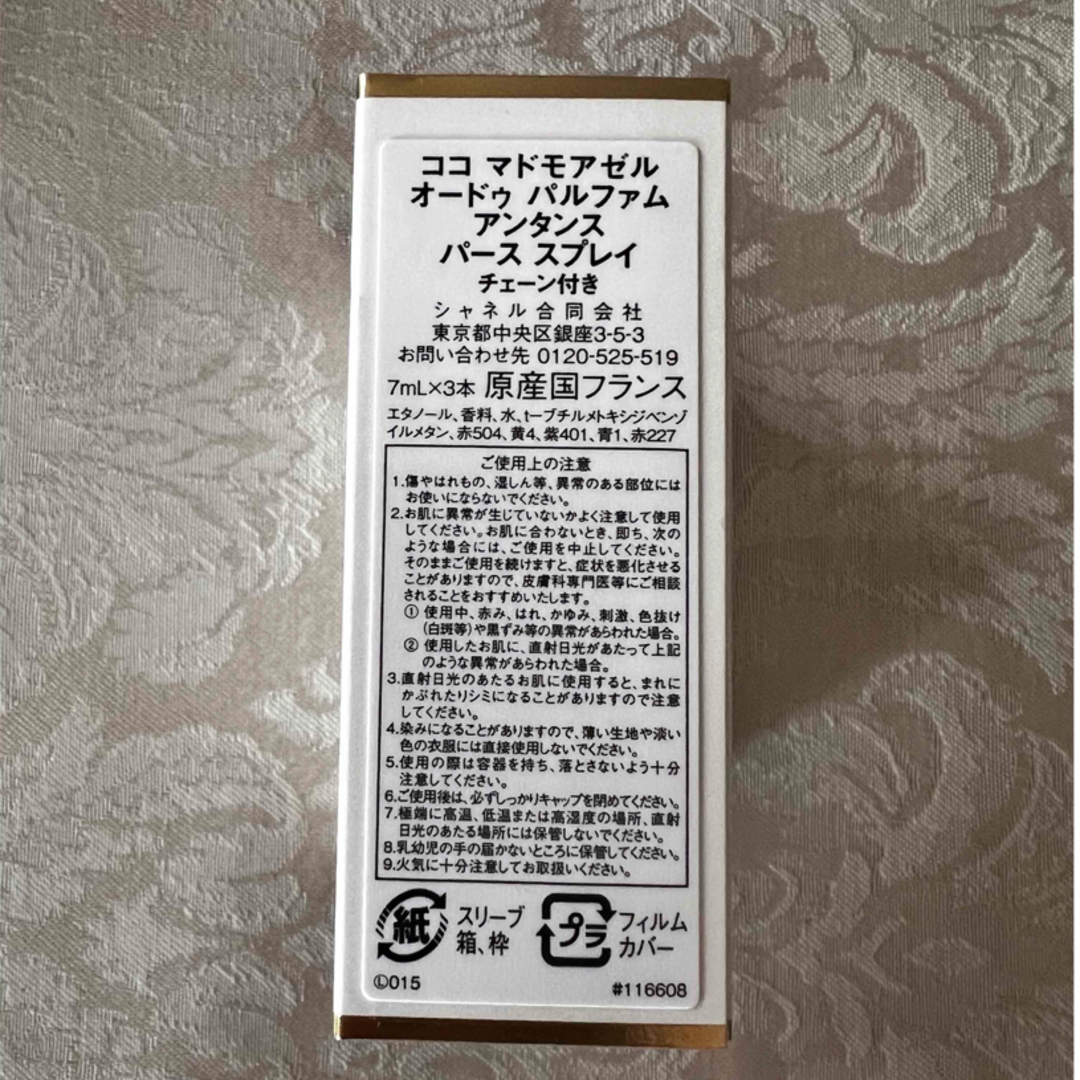 ココ マドモアゼル
オードゥ パルファム
アンタンス
パース スプレイ
チェーン付き
シャネル合同会社
東京都中央区銀座3-5-3
お問い合わせ先 0120-525-519
7mL×3本 原産国フランス
エタノール、香料、水、t-ブチルメトキシジベンゾ
イルメタン、赤504、黄4、紫401、青1、赤227
ご使用上の注意
1.傷やはれもの、湿しん等、異常のある部位には
お使いにならないでください。
2.お肌に異常が生じていないかよく注意して使用
してください。お肌に合わないとき、即ち、次の
ような場合には、ご使用を中止してください。
そのままご使用を続けますと、症状を悪化させる
ことがありますので、皮膚科専門医等にご相談
されることをおすすめいたします。
① 使用中、赤み、はれ、かゆみ、刺激、色抜け
(白斑等)や黒ずみ等の異常があらわれた場合。
② 使用したお肌に、直射日光があたって上記
のような異常があらわれた場合。
3.直射日光のあたるお肌に使用すると、まれに
かぶれたりシミになることがありますので注意
してください。
4.染みになることがありますので、薄い生地や淡い
色の衣服には直接使用しないでください。
5.使用の際は容器を持ち、落とさないよう十分
注意してください。
6.ご使用後は、必ずしっかりキャップを閉めてください。
7.極端に高温、低温または高湿度の場所、直射
日光のあたる場所には保管しないでください。
8.乳幼児の手の届かないところに保管してください。
9.火気に十分注意してお取扱いください。
紙 スリーブ
箱、枠
プラ フィルム
カバー
Ⓛ015
#116608